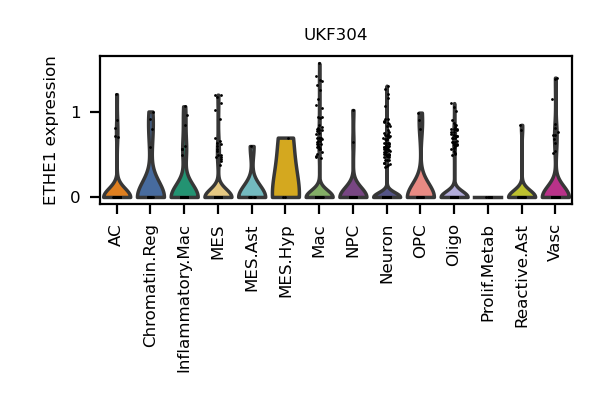 UKF304
ETHE1 expression
1
0
AC
Chromatin.Reg
Inflammatory.Mac
MES
MES.Ast
MES.Hyp
Mac
NPC
Neuron
OPC
Oligo
Prolif.Metab
Reactive.Ast
Vasc